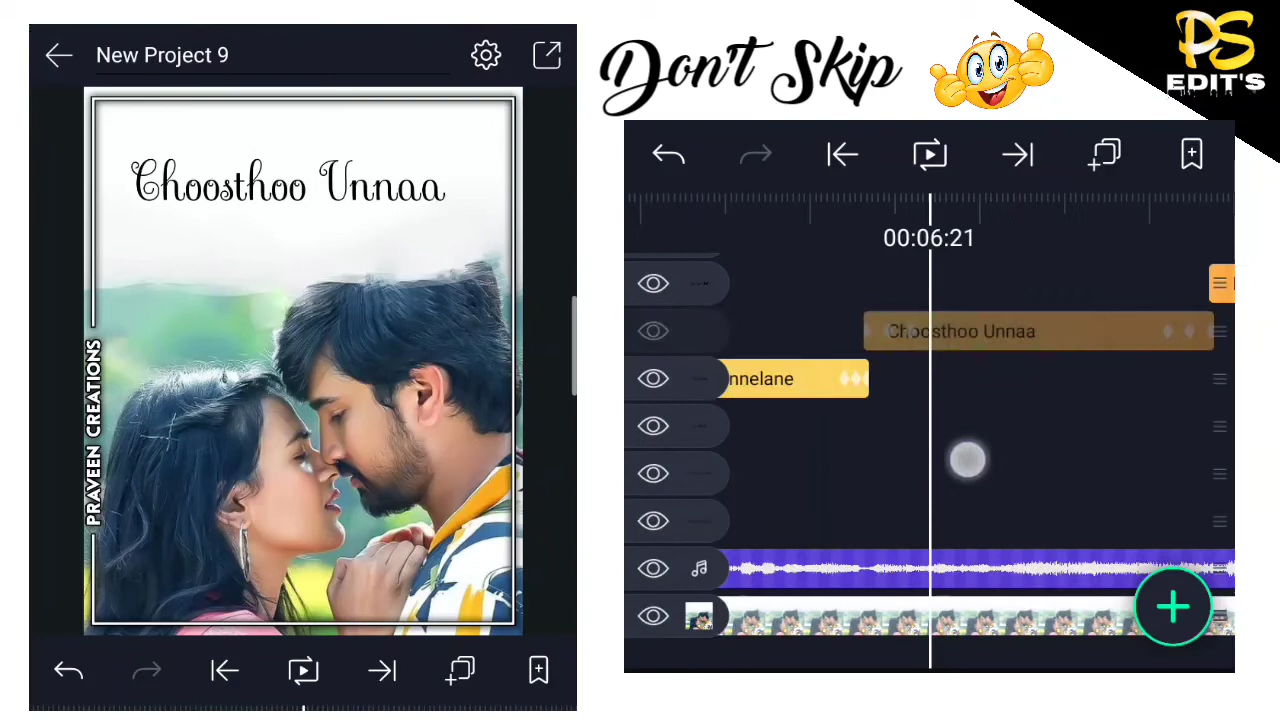 New Project 9
Don't Skip
PS
EDIT'S
Choosthoo Unnaa
PRAVEEN CREATIONS
00:06:21
Choosthoo Unnaa
nnelane